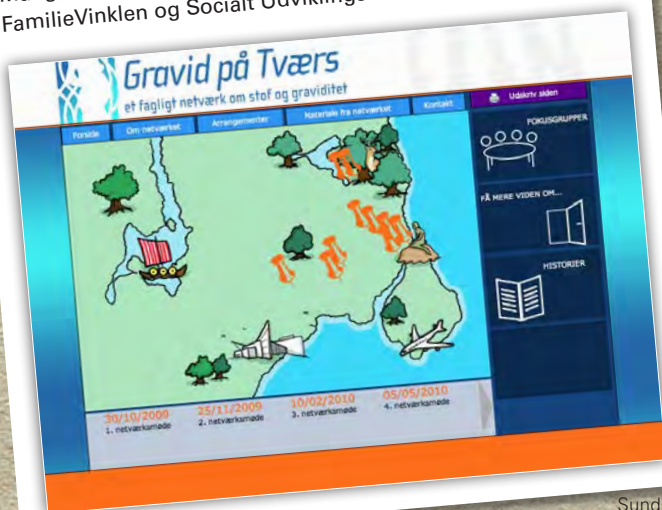 FamilieVinklen og Socialt
Gravid på Tværs
et fagligt netværk om stof og graviditet
Forside Om netværket Arrangementer Materiale fra netværket Kontakt Udskriv siden
FOKUSGRUPPER
FÅ MERE VIDEN OM...
HISTORIER
30/10/2009 25/11/2009 10/02/2010 05/05/2010
1. netværksmøde 2. netværksmøde 3. netværksmøde 4. netværksmøde